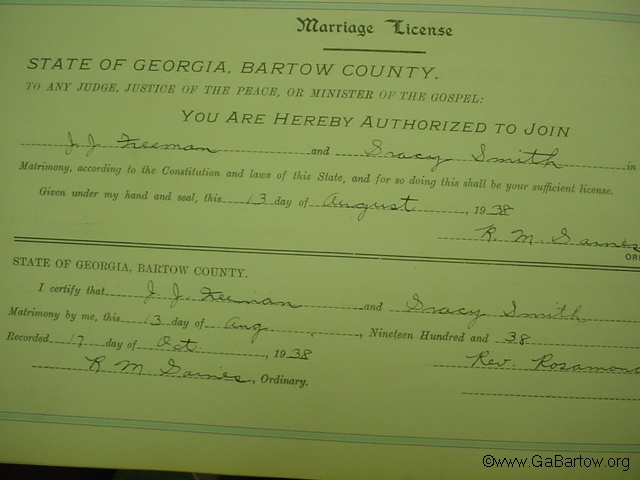 Marriage License
STATE OF GEORGIA, BARTOW COUNTY.
TO ANY JUDGE, JUSTICE OF THE PEACE, OR MINISTER OF THE GOSPEL:
YOU ARE HEREBY AUTHORIZED TO JOIN
J. J. Freeman and Gracy Smith in
Matrimony, according to the Constitution and laws of this State, and for so doing this shall be your sufficient license.
Given under my hand and seal, this 13 day of August, 1938
R. M. Gaines
STATE OF GEORGIA, BARTOW COUNTY.
I certify that J. J. Freeman and Gracy Smith
Matrimony by me, this 13 day of Aug, Nineteen Hundred and 38
Recorded 17 day of Oct., 1938 Rev. Rosamond
R M Gaines, Ordinary.
©www.GaBartow.org